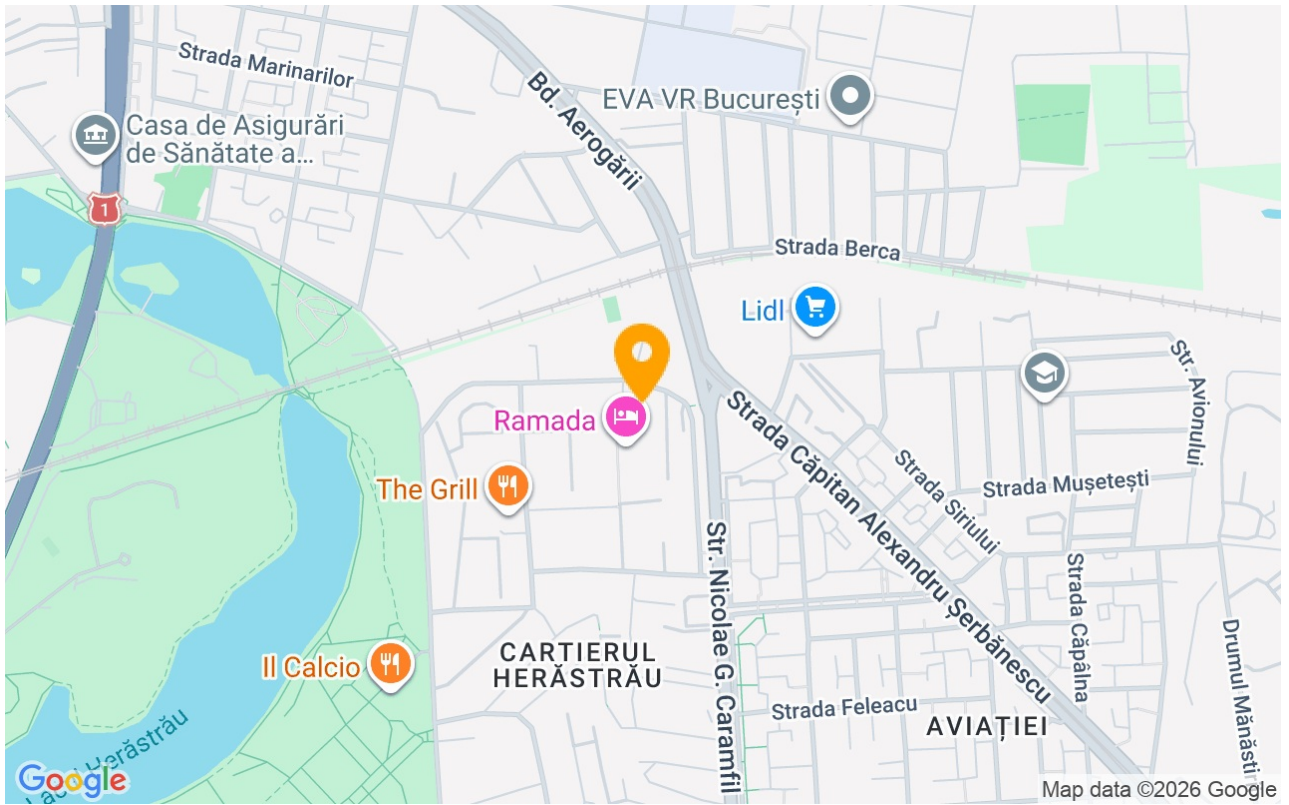 Strada Marinarilor
Bd. Aerogării
EVA VR București
Casa de Asigurări
de Sănătate a...
1
Strada Berca
Lidl
Ramada
The Grill
Strada Căpitan Alexandru Șerbănescu
Str. Avionului
Strada Siriului
Strada Mușetești
Str. Nicolae G. Caramfil
Strada Căpâlna
Drumul Mănăstir
CARTIERUL
HERĂSTRĂU
Il Calcio
Strada Feleacu
AVIAȚIEI
Lacul Herăstrău
Google
Map data ©2026 Google